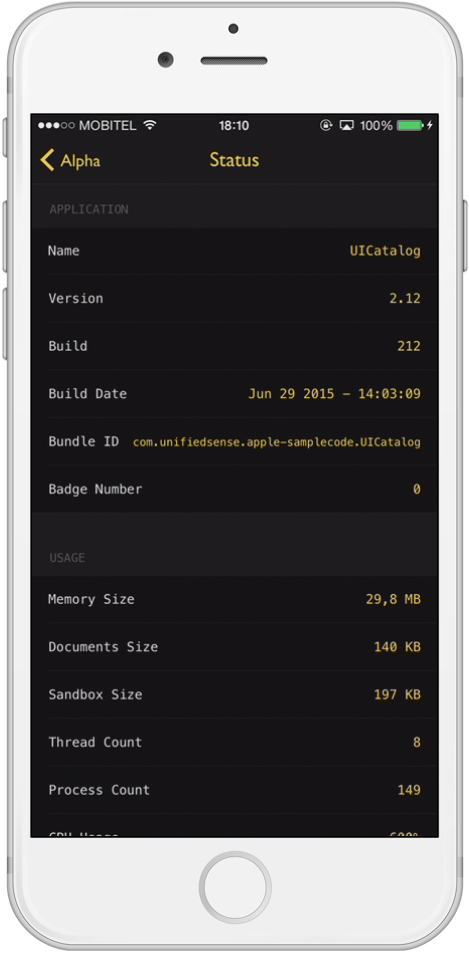 MOBITEL 18:10 100%
Alpha Status
APPLICATION
Name UICatalog
Version 2.12
Build 212
Build Date Jun 29 2015 – 14:03:09
Bundle ID com.unifiedsense.apple-samplecode.UICatalog
Badge Number 0
USAGE
Memory Size 29,8 MB
Documents Size 140 KB
Sandbox Size 197 KB
Thread Count 8
Process Count 149